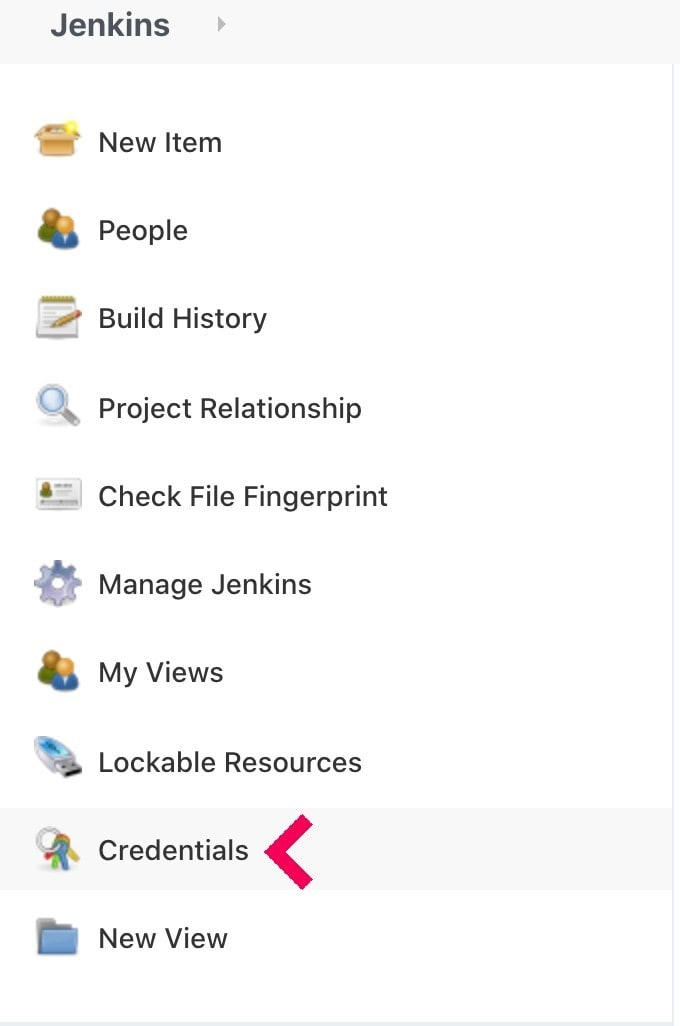 Jenkins
New Item
People
Build History
Project Relationship
Check File Fingerprint
Manage Jenkins
My Views
Lockable Resources
Credentials
New View